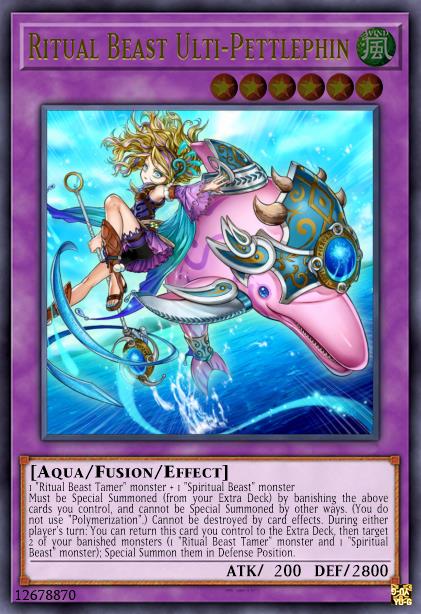 Ritual Beast Ulti-Pettlephin
WIND
風
[Aqua/Fusion/Effect]
1 "Ritual Beast Tamer" monster + 1 "Spiritual Beast" monster
Must be Special Summoned (from your Extra Deck) by banishing the above
cards you control, and cannot be Special Summoned by other ways. (You do
not use "Polymerization".) Cannot be destroyed by card effects. During either
player's turn: You can return this card you control to the Extra Deck, then target
2 of your banished monsters (1 "Ritual Beast Tamer" monster and 1 "Spiritual
Beast" monster); Special Summon them in Defense Position.
ATK/ 200 DEF/2800
12678870